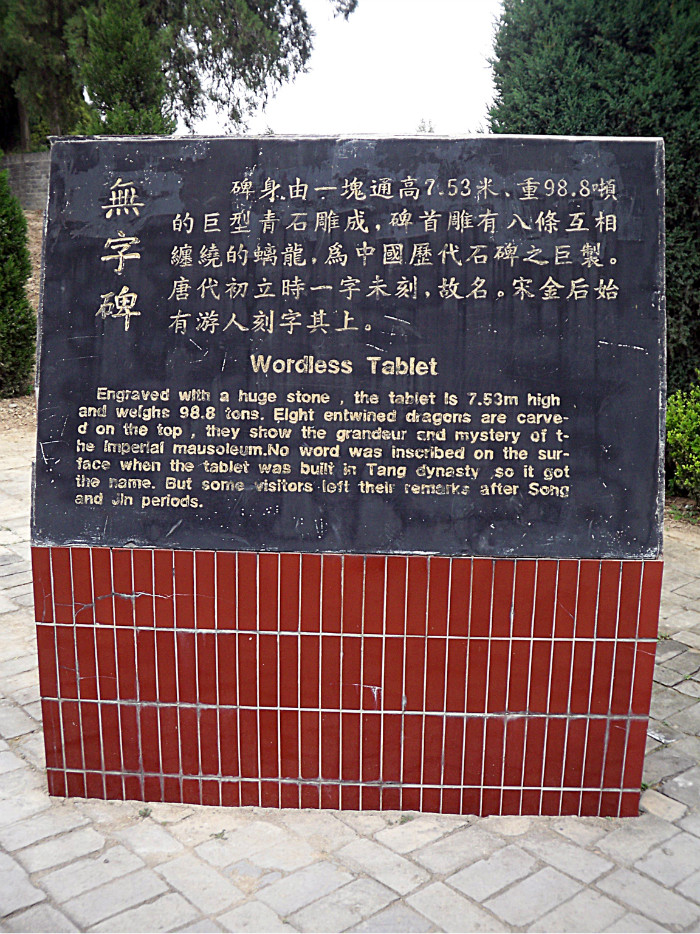 無字碑
碑身由一塊通高7.53米、重98.8噸
的巨型青石雕成，碑首雕有八條互相
纏繞的螭龍，爲中國歷代石碑之巨製。
唐代初立時一字未刻，故名。宋金后始
有游人刻字其上。
Wordless Tablet
Engraved with a huge stone , the tablet is 7.53m high
and weighs 98.8 tons. Eight entwined dragons are carve-
d on the top , they show the grandeur and mystery of t-
he imperial mausoleum.No word was inscribed on the sur-
face when the tablet was built in Tang dynasty ,so it got
the name. But some visitors left their remarks after Song
and Jin periods.